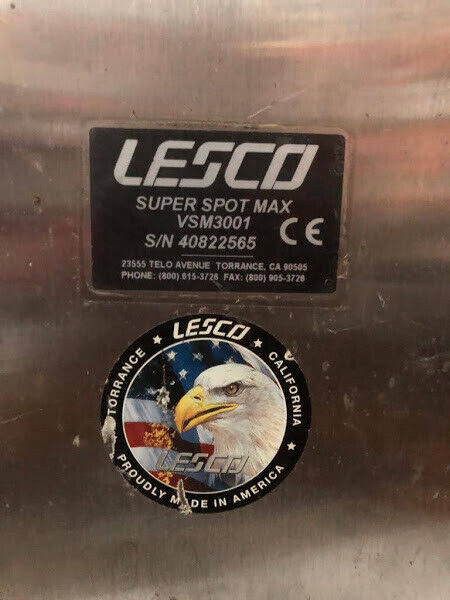 LESCO
SUPER SPOT MAX
VSM3001
S/N 40822565
CE
23555 TELO AVENUE TORRANCE, CA 90505
PHONE: (800) 615-3726 FAX: (800) 905-3726
LESCO
TORRANCE ★ ★ CALIFORNIA
LESCO
★ PROUDLY MADE IN AMERICA ★